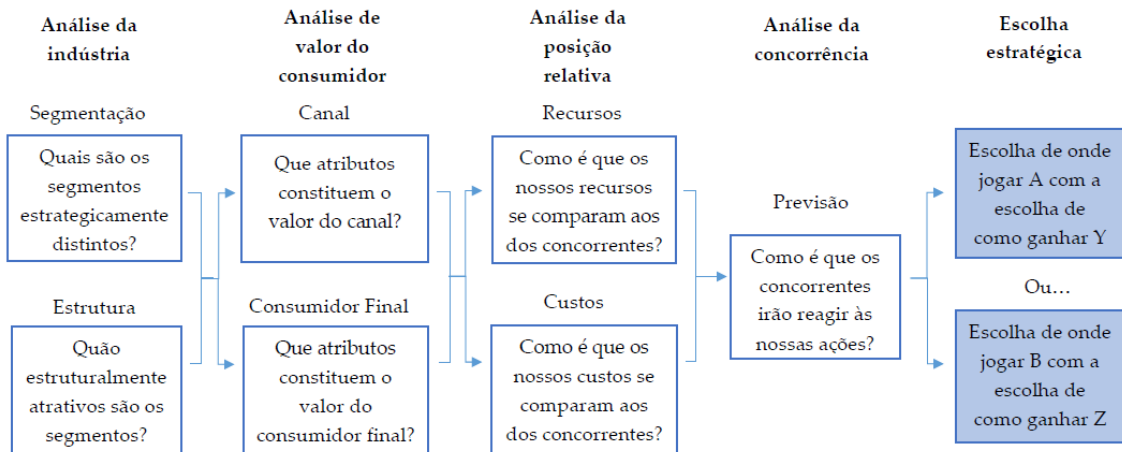 Análise da
indústria
Análise de
valor do
consumidor
Análise da
posição
relativa
Análise da
concorrência
Escolha
estratégica
Segmentação
Quais são os
segmentos
estrategicamente
distintos?
Estrutura
Quão
estruturalmente
atrativos são os
segmentos?
Canal
Que atributos
constituem o
valor do canal?
Consumidor Final
Que atributos
constituem o
valor do
consumidor final?
Recursos
Como é que os
nossos recursos
se comparam aos
dos concorrentes?
Custos
Como é que os
nossos custos se
comparam aos
dos concorrentes?
Previsão
Como é que os
concorrentes
irão reagir às
nossas ações?
Escolha de onde
jogar A com a
escolha de
como ganhar Y
Ou...
Escolha de onde
jogar B com a
escolha de
como ganhar Z